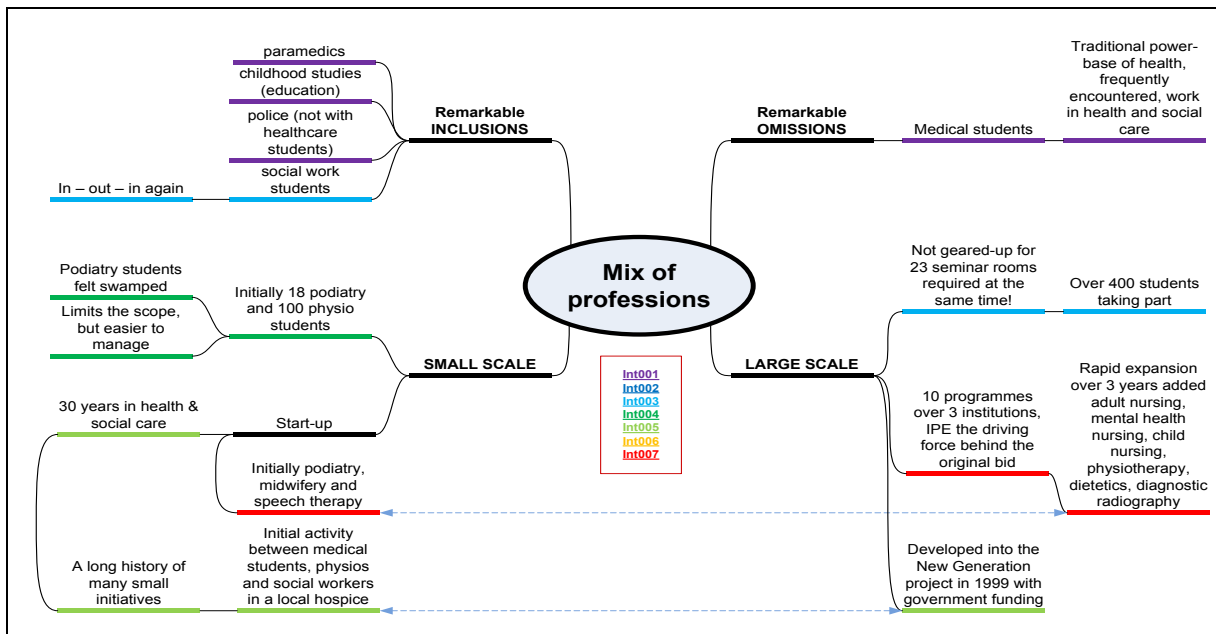 paramedics
childhood studies
(education)
police (not with
healthcare
students)
social work
students
In – out – in again
Remarkable
INCLUSIONS
Remarkable
OMISSIONS
Medical students
Traditional power-
base of health,
frequently
encountered, work
in health and social
care
Mix of
professions
Podiatry students
felt swamped
Limits the scope,
but easier to
manage
Initially 18 podiatry
and 100 physio
students
SMALL SCALE
30 years in health &
social care
Start-up
Initially podiatry,
midwifery and
speech therapy
A long history of
many small
initiatives
Initial activity
between medical
students, physios
and social workers
in a local hospice
Int001
Int002
Int003
Int004
Int005
Int006
Int007
LARGE SCALE
Not geared-up for
23 seminar rooms
required at the
same time!
Over 400 students
taking part
10 programmes
over 3 institutions,
IPE the driving
force behind the
original bid
Rapid expansion
over 3 years added
adult nursing,
mental health
nursing, child
nursing,
physiotherapy,
dietetics, diagnostic
radiography
Developed into the
New Generation
project in 1999 with
government funding